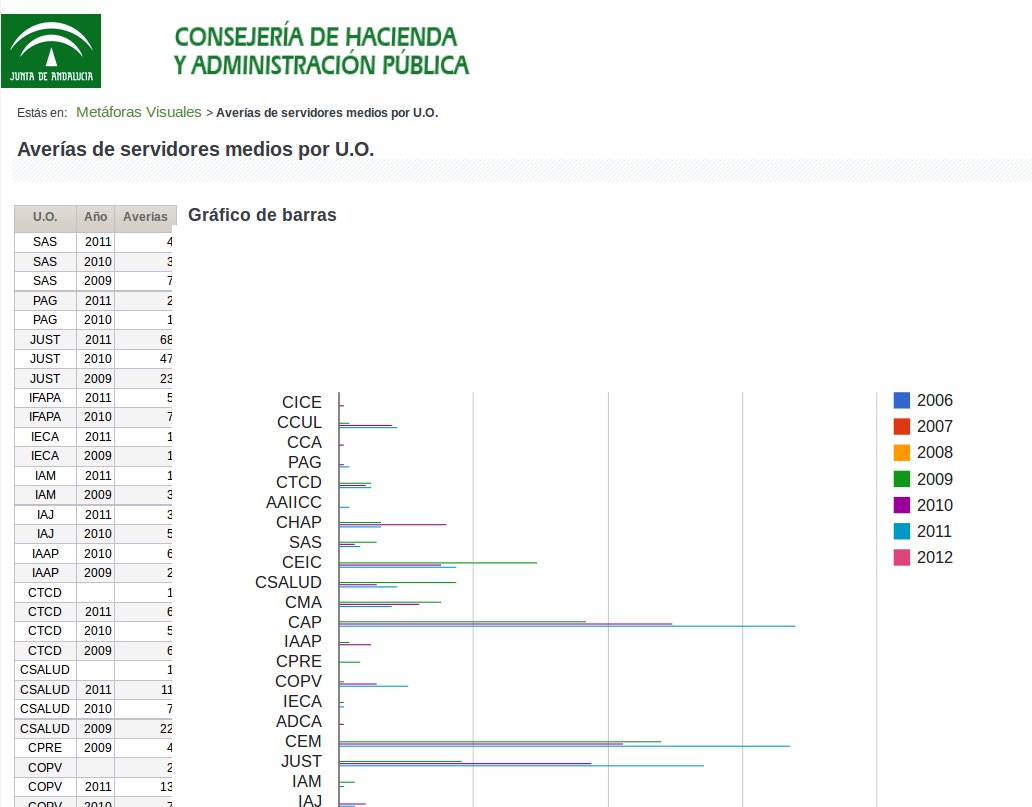 JUNTA DE ANDALUCIA
CONSEJERÍA DE HACIENDA
Y ADMINISTRACIÓN PÚBLICA
Estás en: Metáforas Visuales > Averías de servidores medios por U.O.
Averías de servidores medios por U.O.
U.O. Año Averias
SAS 2011 4
SAS 2010 3
SAS 2009 7
PAG 2011 2
PAG 2010 1
JUST 2011 68
JUST 2010 47
JUST 2009 23
IFAPA 2011 5
IFAPA 2010 7
IECA 2011 1
IECA 2009 1
IAM 2011 1
IAM 2009 3
IAJ 2011 3
IAJ 2010 5
IAAP 2010 6
IAAP 2009 2
CTCD 1
CTCD 2011 6
CTCD 2010 5
CTCD 2009 6
CSALUD 1
CSALUD 2011 11
CSALUD 2010 7
CSALUD 2009 22
CPRE 2009 4
COPV 2
COPV 2011 13
COPV 2010 7
Gráfico de barras
CICE
CCUL
CCA
PAG
CTCD
AAIICC
CHAP
SAS
CEIC
CSALUD
CMA
CAP
IAAP
CPRE
COPV
IECA
ADCA
CEM
JUST
IAM
IAJ
2006
2007
2008
2009
2010
2011
2012